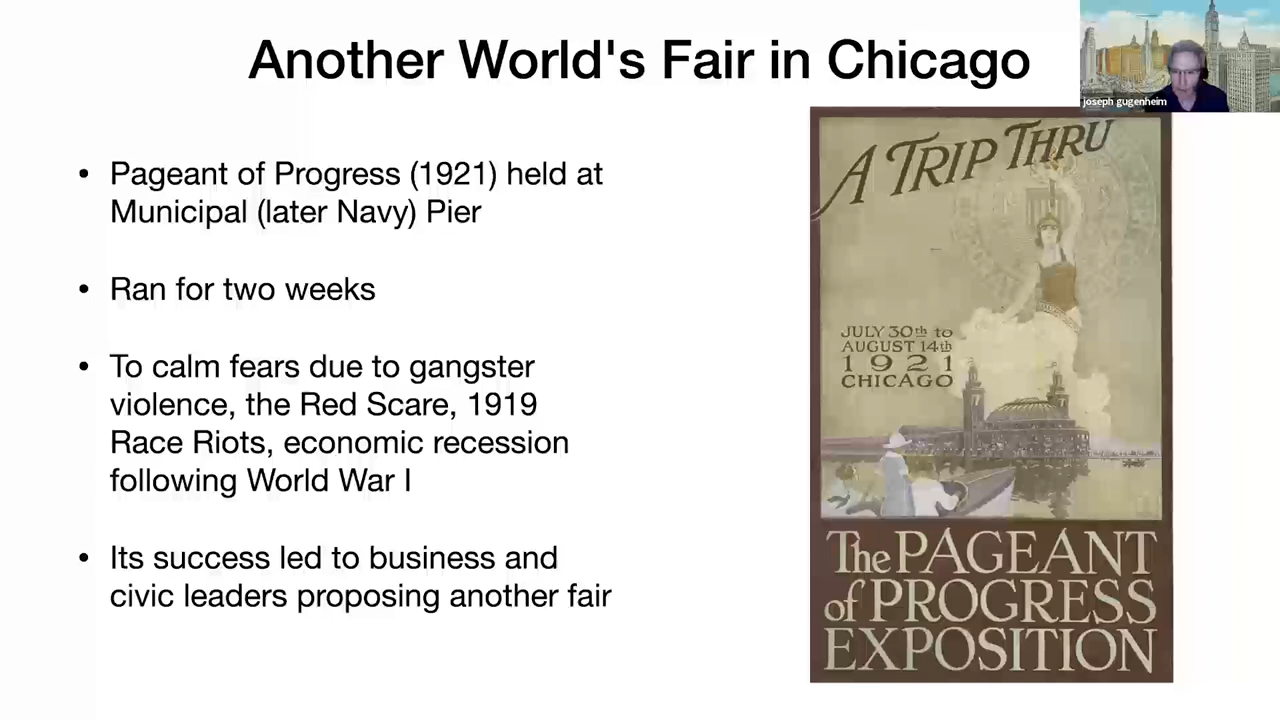 Another World's Fair in Chicago
joseph gugenheim
• Pageant of Progress (1921) held at
Municipal (later Navy) Pier
• Ran for two weeks
• To calm fears due to gangster
violence, the Red Scare, 1919
Race Riots, economic recession
following World War I
• Its success led to business and
civic leaders proposing another fair
A TRIP THRU
JULY 30th to
AUGUST 14th
1921
CHICAGO
The PAGEANT
of PROGRESS
EXPOSITION